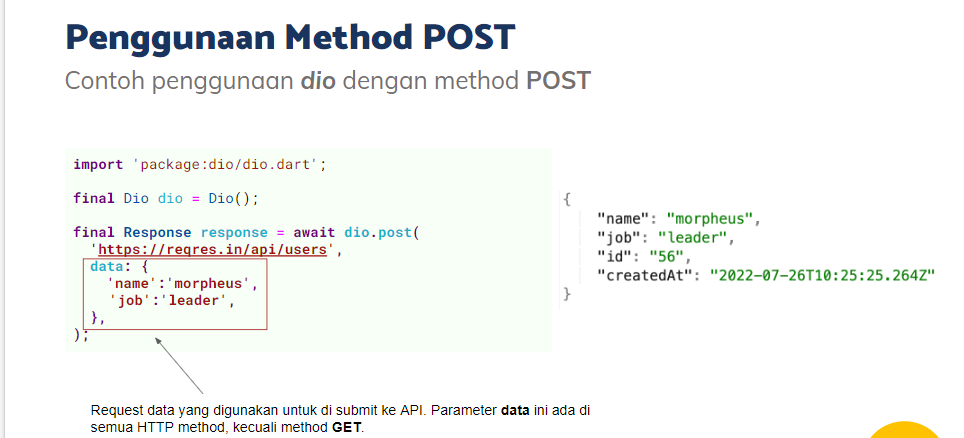 Penggunaan Method POST
Contoh penggunaan dio dengan method POST
import 'package:dio/dio.dart';
final Dio dio = Dio();
final Response response = await dio.post(
'https://reqres.in/api/users',
data: {
'name':'morpheus',
'job':'leader',
},
);
{
"name": "morpheus",
"job": "leader",
"id": "56",
"createdAt": "2022-07-26T10:25:25.264Z"
}
Request data yang digunakan untuk di submit ke API. Parameter data ini ada di
semua HTTP method, kecuali method GET.